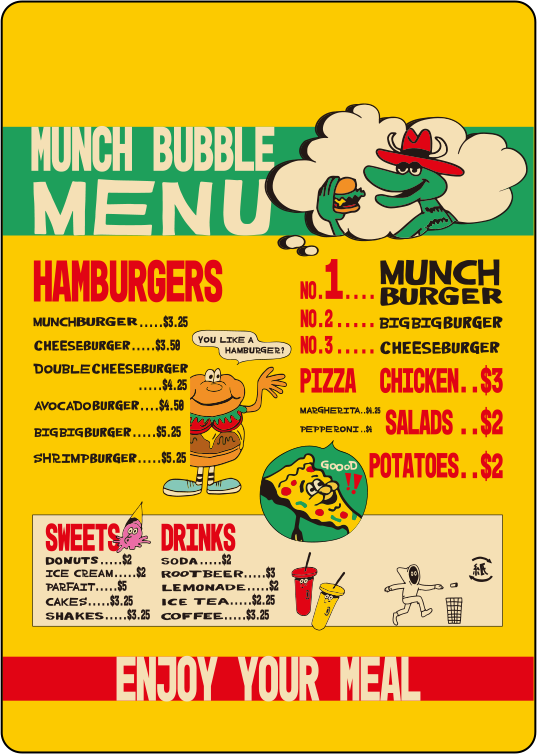 MUNCH BUBBLE
MENU
HAMBURGERS
MUNCHBURGER.....$3.25
CHEESEBURGER.....$3.50
DOUBLE CHEESEBURGER
.....$4.25
AVOCADOBURGER....$4.50
BIGBIGBURGER.....$5.25
SHRIMPBURGER.....$5.25
YOU LIKE A
HAMBURGER?
NO.1.... MUNCH
BURGER
NO.2..... BIGBIGBURGER
NO.3..... CHEESEBURGER
PIZZA
MARGHERITA..$4.25
PEPPERONI..$4
CHICKEN..$3
SALADS..$2
POTATOES..$2
GOOOD
!!
SWEETS
DONUTS.....$2
ICE CREAM.....$2
PARFAIT.....$5
CAKES.....$3.25
SHAKES.....$3.25
DRINKS
SODA.....$2
ROOTBEER.....$3
LEMONADE.....$2
ICE TEA.....$2.25
COFFEE.....$3.25
紙
ENJOY YOUR MEAL